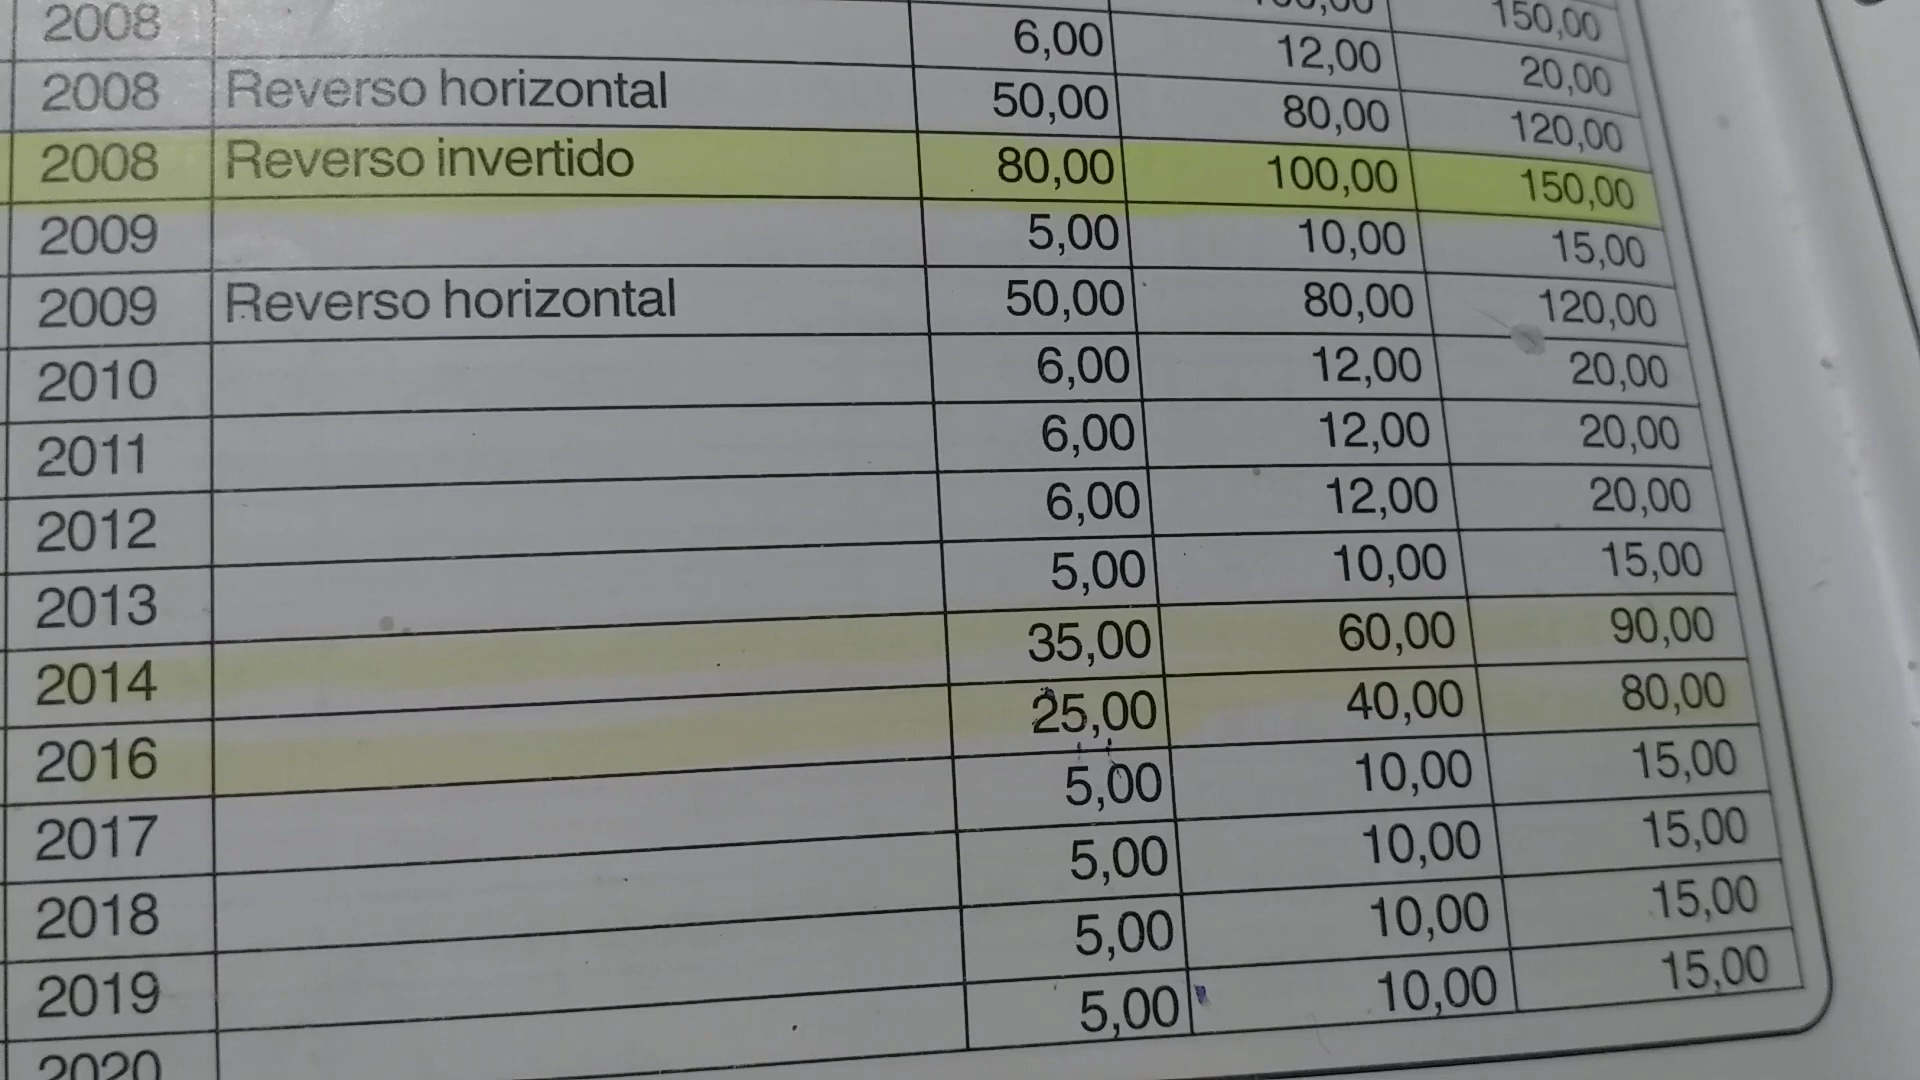 150,00
2008 6,00 12,00 20,00
2008 Reverso horizontal 50,00 80,00 120,00
2008 Reverso invertido 80,00 100,00 150,00
2009 5,00 10,00 15,00
2009 Reverso horizontal 50,00 80,00 120,00
2010 6,00 12,00 20,00
2011 6,00 12,00 20,00
2012 6,00 12,00 20,00
2013 5,00 10,00 15,00
2014 35,00 60,00 90,00
2016 25,00 40,00 80,00
2017 5,00 10,00 15,00
2018 5,00 10,00 15,00
2019 5,00 10,00 15,00
2020 5,00 10,00 15,00